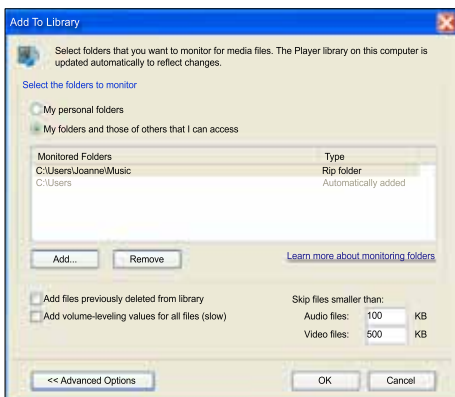 Add To Library
Select folders that you want to monitor for media files. The Player library on this computer is
updated automatically to reflect changes.
Select the folders to monitor
My personal folders
My folders and those of others that I can access
Monitored Folders Type
C:\Users\Joanne\Music Rip folder
C:\Users Automatically added
Add... Remove Learn more about monitoring folders
Add files previously deleted from library Skip files smaller than:
Add volume-leveling values for all files (slow) Audio files: 100 KB
Video files: 500 KB
<< Advanced Options OK Cancel